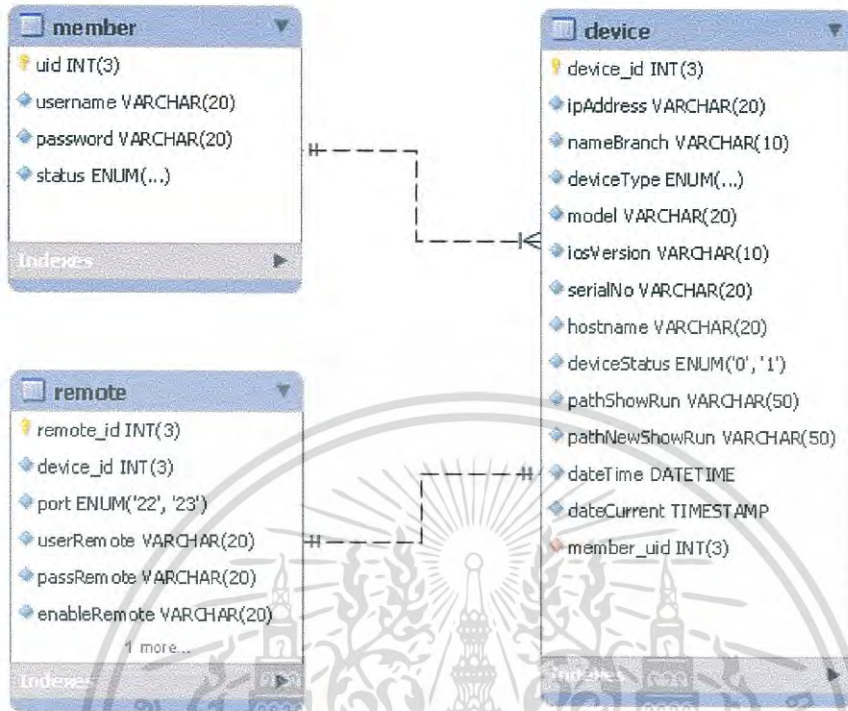 member
uid INT(3)
username VARCHAR(20)
password VARCHAR(20)
status ENUM(...)
Indexes
remote
remote_id INT(3)
device_id INT(3)
port ENUM('22', '23')
userRemote VARCHAR(20)
passRemote VARCHAR(20)
enableRemote VARCHAR(20)
1 more...
Indexes
device
device_id INT(3)
ipAddress VARCHAR(20)
nameBranch VARCHAR(10)
deviceType ENUM(...)
model VARCHAR(20)
iosVersion VARCHAR(10)
serialNo VARCHAR(20)
hostname VARCHAR(20)
deviceStatus ENUM('0', '1')
pathShowRun VARCHAR(50)
pathNewShowRun VARCHAR(50)
dateTime DATETIME
dateCurrent TIMESTAMP
member_uid INT(3)
Indexes